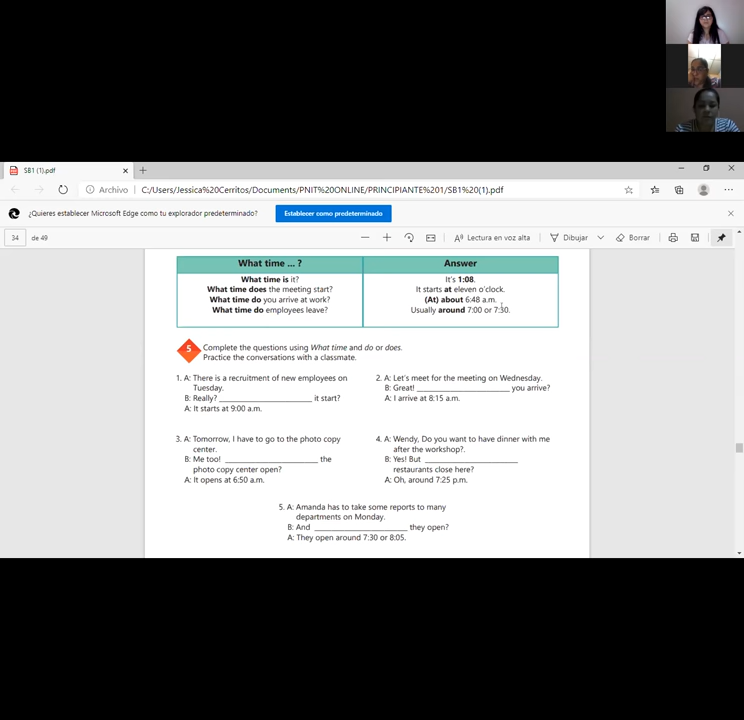 SB1 (1).pdf
Archivo C:/Users/Jessica%20Cerritos/Documents/PNIT%20ONLINE/PRINCIPIANTE%201/SB1%20(1).pdf
¿Quieres establecer Microsoft Edge como tu explorador predeterminado? Establecer como predeterminado
34 de 49 Lectura en voz alta Dibujar Borrar
What time ... ? Answer
What time is it? It's 1:08.
What time does the meeting start? It starts at eleven o'clock.
What time do you arrive at work? (At) about 6:48 a.m.
What time do employees leave? Usually around 7:00 or 7:30.
5 Complete the questions using What time and do or does.
Practice the conversations with a classmate.
1. A: There is a recruitment of new employees on
Tuesday.
B: Really? ______________________ it start?
A: It starts at 9:00 a.m.
2. A: Let's meet for the meeting on Wednesday.
B: Great! ______________________ you arrive?
A: I arrive at 8:15 a.m.
3. A: Tomorrow, I have to go to the photo copy
center.
B: Me too! ______________________ the
photo copy center open?
A: It opens at 6:50 a.m.
4. A: Wendy, Do you want to have dinner with me
after the workshop?.
B: Yes! But ______________________
restaurants close here?
A: Oh, around 7:25 p.m.
5. A: Amanda has to take some reports to many
departments on Monday.
B: And ______________________ they open?
A: They open around 7:30 or 8:05.